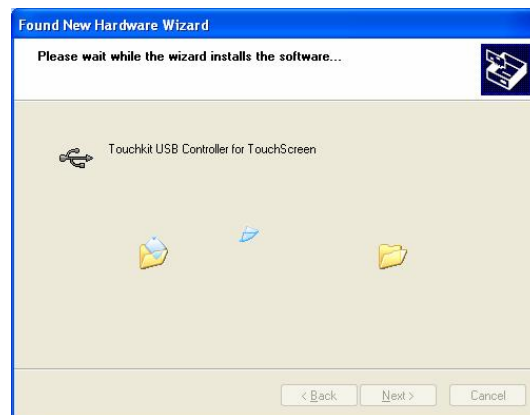 Found New Hardware Wizard
Please wait while the wizard installs the software...
Touchkit USB Controller for TouchScreen
< Back
Next >
Cancel